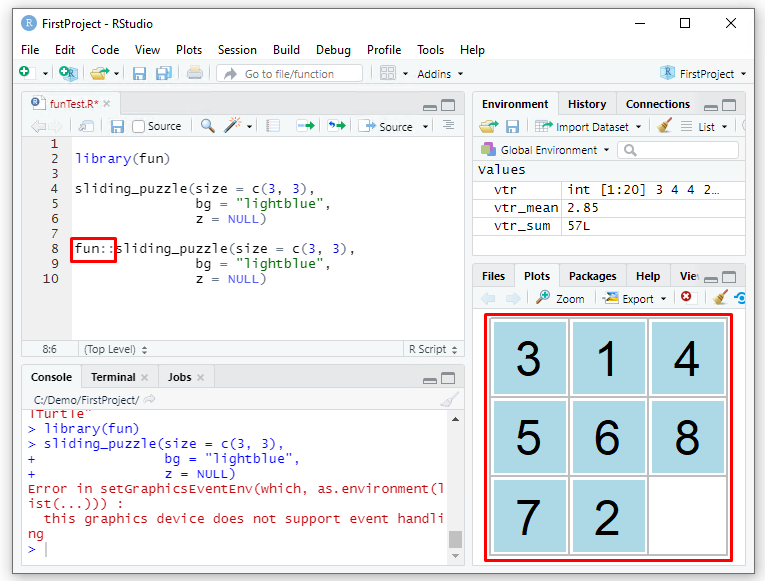 FirstProject - RStudio
File Edit Code View Plots Session Build Debug Profile Tools Help
Go to file/function Addins FirstProject
funTest.R*
Source Source
1
2 library(fun)
3
4 sliding_puzzle(size = c(3, 3),
5 bg = "lightblue",
6 z = NULL)
7
8 fun::sliding_puzzle(size = c(3, 3),
9 bg = "lightblue",
10 z = NULL)
8:6 (Top Level) R Script
Console Terminal Jobs
C:/Demo/FirstProject/
lTurtle"
> library(fun)
> sliding_puzzle(size = c(3, 3),
+ bg = "lightblue",
+ z = NULL)
Error in setGraphicsEventEnv(which, as.environment(l
ist(...))) :
this graphics device does not support event handli
ng
>
Environment History Connections
Import Dataset List
Global Environment
Values
vtr int [1:20] 3 4 4 2…
vtr_mean 2.85
vtr_sum 57L
Files Plots Packages Help Vie
Zoom Export
3 1 4
5 6 8
7 2